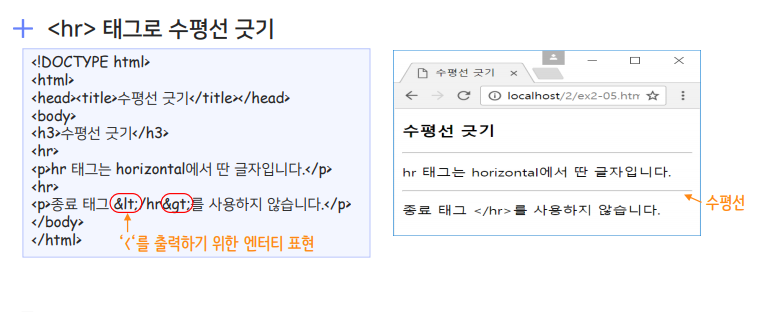 <hr> 태그로 수평선 긋기
<!DOCTYPE html>
<html>
<head><title>수평선 긋기</title></head>
<body>
<h3>수평선 긋기</h3>
<hr>
<p>hr 태그는 horizontal에서 딴 글자입니다.</p>
<hr>
<p>종료 태그 &lt;/hr&gt;를 사용하지 않습니다.</p>
</body>
</html>
‘<‘를 출력하기 위한 엔터티 표현
수평선 긋기
localhost/2/ex2-05.htm
수평선 긋기
hr 태그는 horizontal에서 딴 글자입니다.
종료 태그 </hr>를 사용하지 않습니다.
수평선